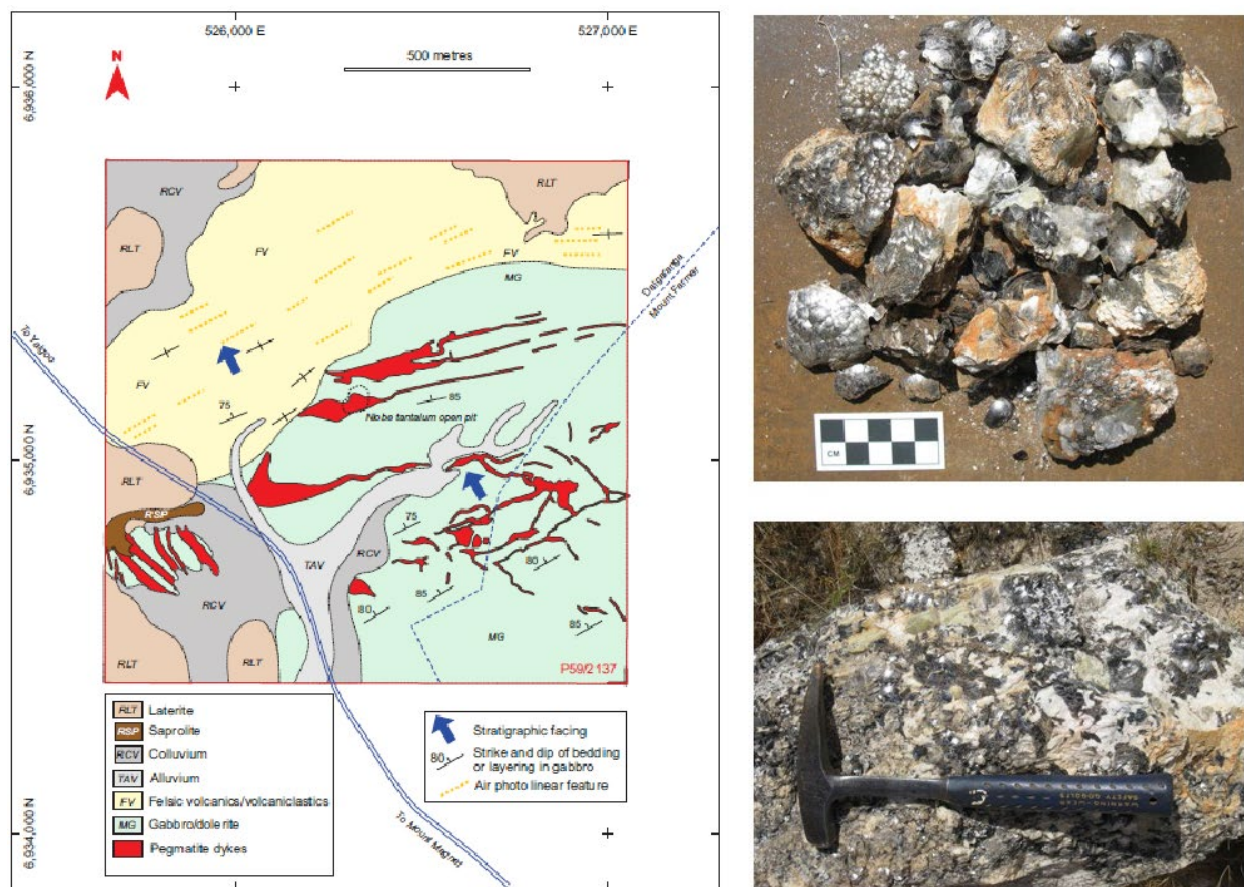 526,000 E
527,000 E
500 metres
N
6,936,000 N
RCV
RLT
RLT
FV
FV
MG
Dalgaranga
Mount Farmer
To Yalgoo
FV
75
85
Niobe tantalum open pit
6,935,000 N
RLT
RSP
75
RCV
80
TAV
RCV
85
80
85
MG
RLT
RLT
P59/2137
RLT Laterite
RSP Saprolite
RCV Colluvium
TAV Alluvium
FV Felsic volcanics/volcaniclastics
MG Gabbro/dolerite
Pegmatite dykes
Stratigraphic facing
80 Strike and dip of bedding
or layering in gabbro
Air photo linear feature
To Mount Magnet
6,934,000 N
CM